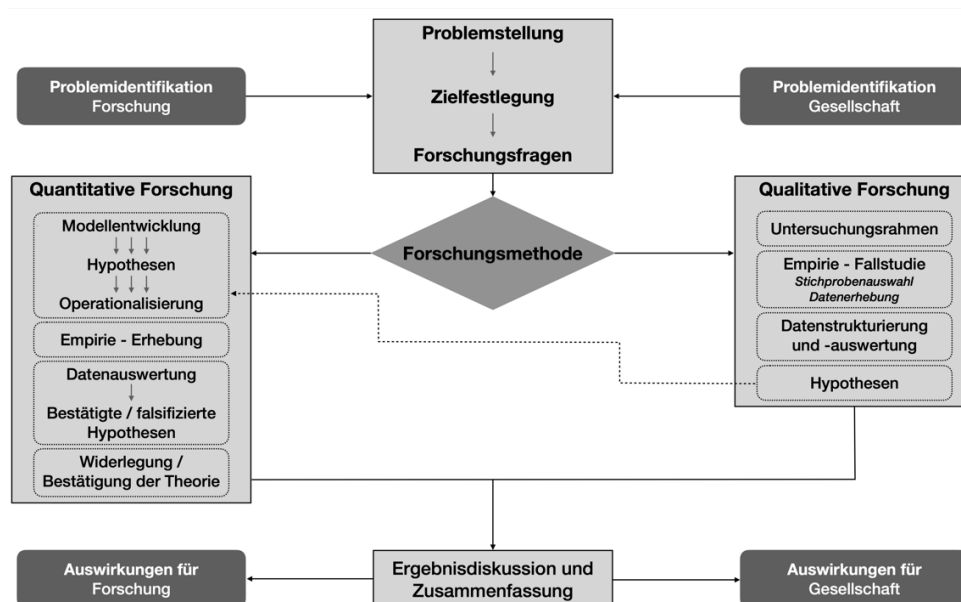 Problemstellung
Problemidentifikation
Forschung
Zielfestlegung
Problemidentifikation
Gesellschaft
Forschungsfragen
Quantitative Forschung
Modellentwicklung
Hypothesen
Operationalisierung
Empirie - Erhebung
Datenauswertung
Bestätigte / falsifizierte
Hypothesen
Widerlegung /
Bestätigung der Theorie
Forschungsmethode
Qualitative Forschung
Untersuchungsrahmen
Empirie - Fallstudie
Stichprobenauswahl
Datenerhebung
Datenstrukturierung
und -auswertung
Hypothesen
Auswirkungen für
Forschung
Ergebnisdiskussion und
Zusammenfassung
Auswirkungen für
Gesellschaft